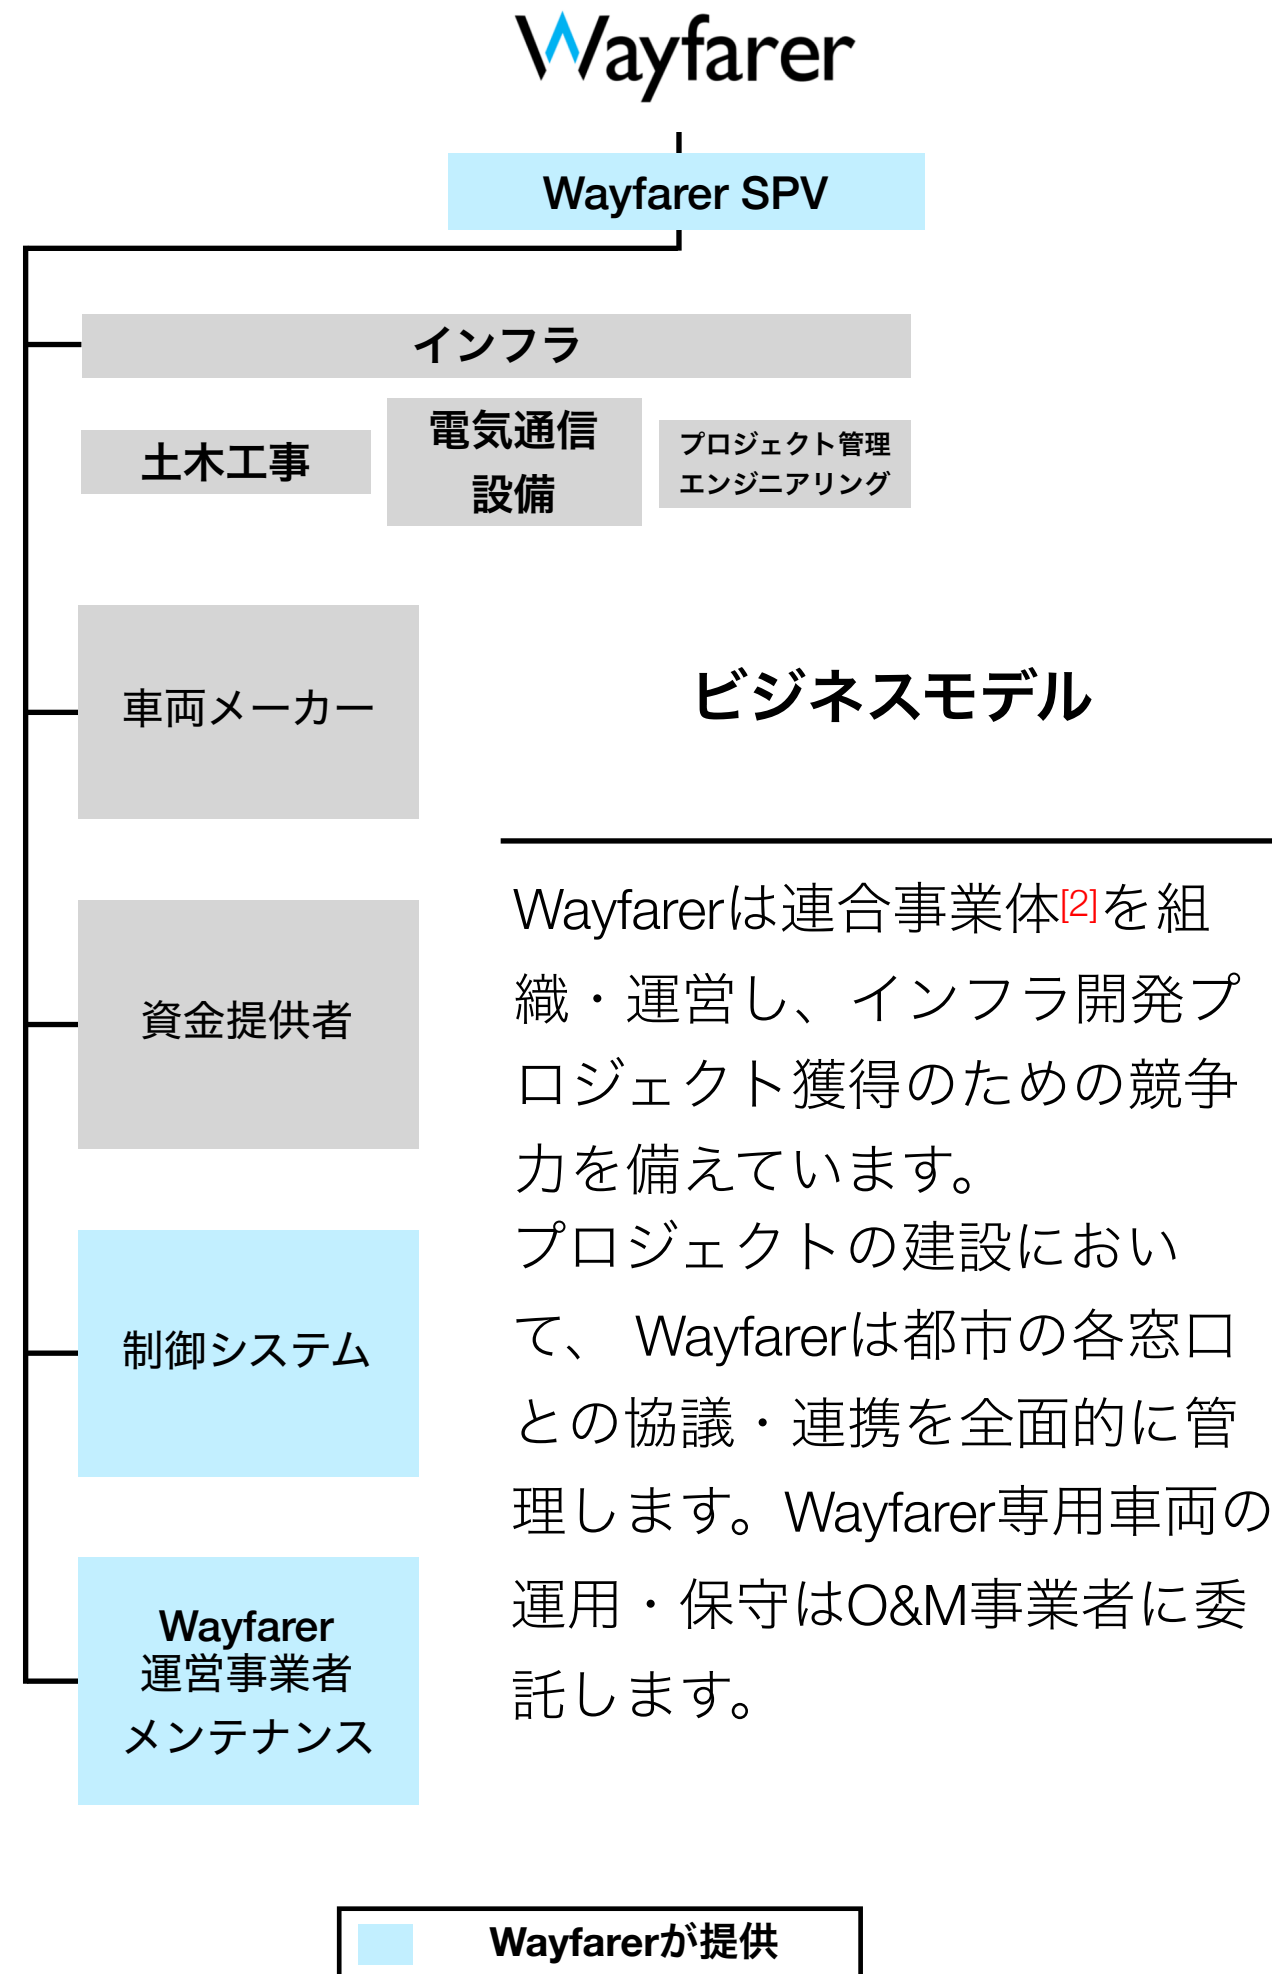 Wayfarer
Wayfarer SPV
インフラ
土木工事
電気通信
設備
プロジェクト管理
エンジニアリング
車両メーカー
資金提供者
制御システム
Wayfarer
運営事業者
メンテナンス
ビジネスモデル
Wayfarerは連合事業体[2]を組
織・運営し、インフラ開発プ
ロジェクト獲得のための競争
力を備えています。
プロジェクトの建設におい
て、 Wayfarerは都市の各窓口
との協議・連携を全面的に管
理します。Wayfarer専用車両の
運用・保守はO&M事業者に委
託します。
Wayfarerが提供